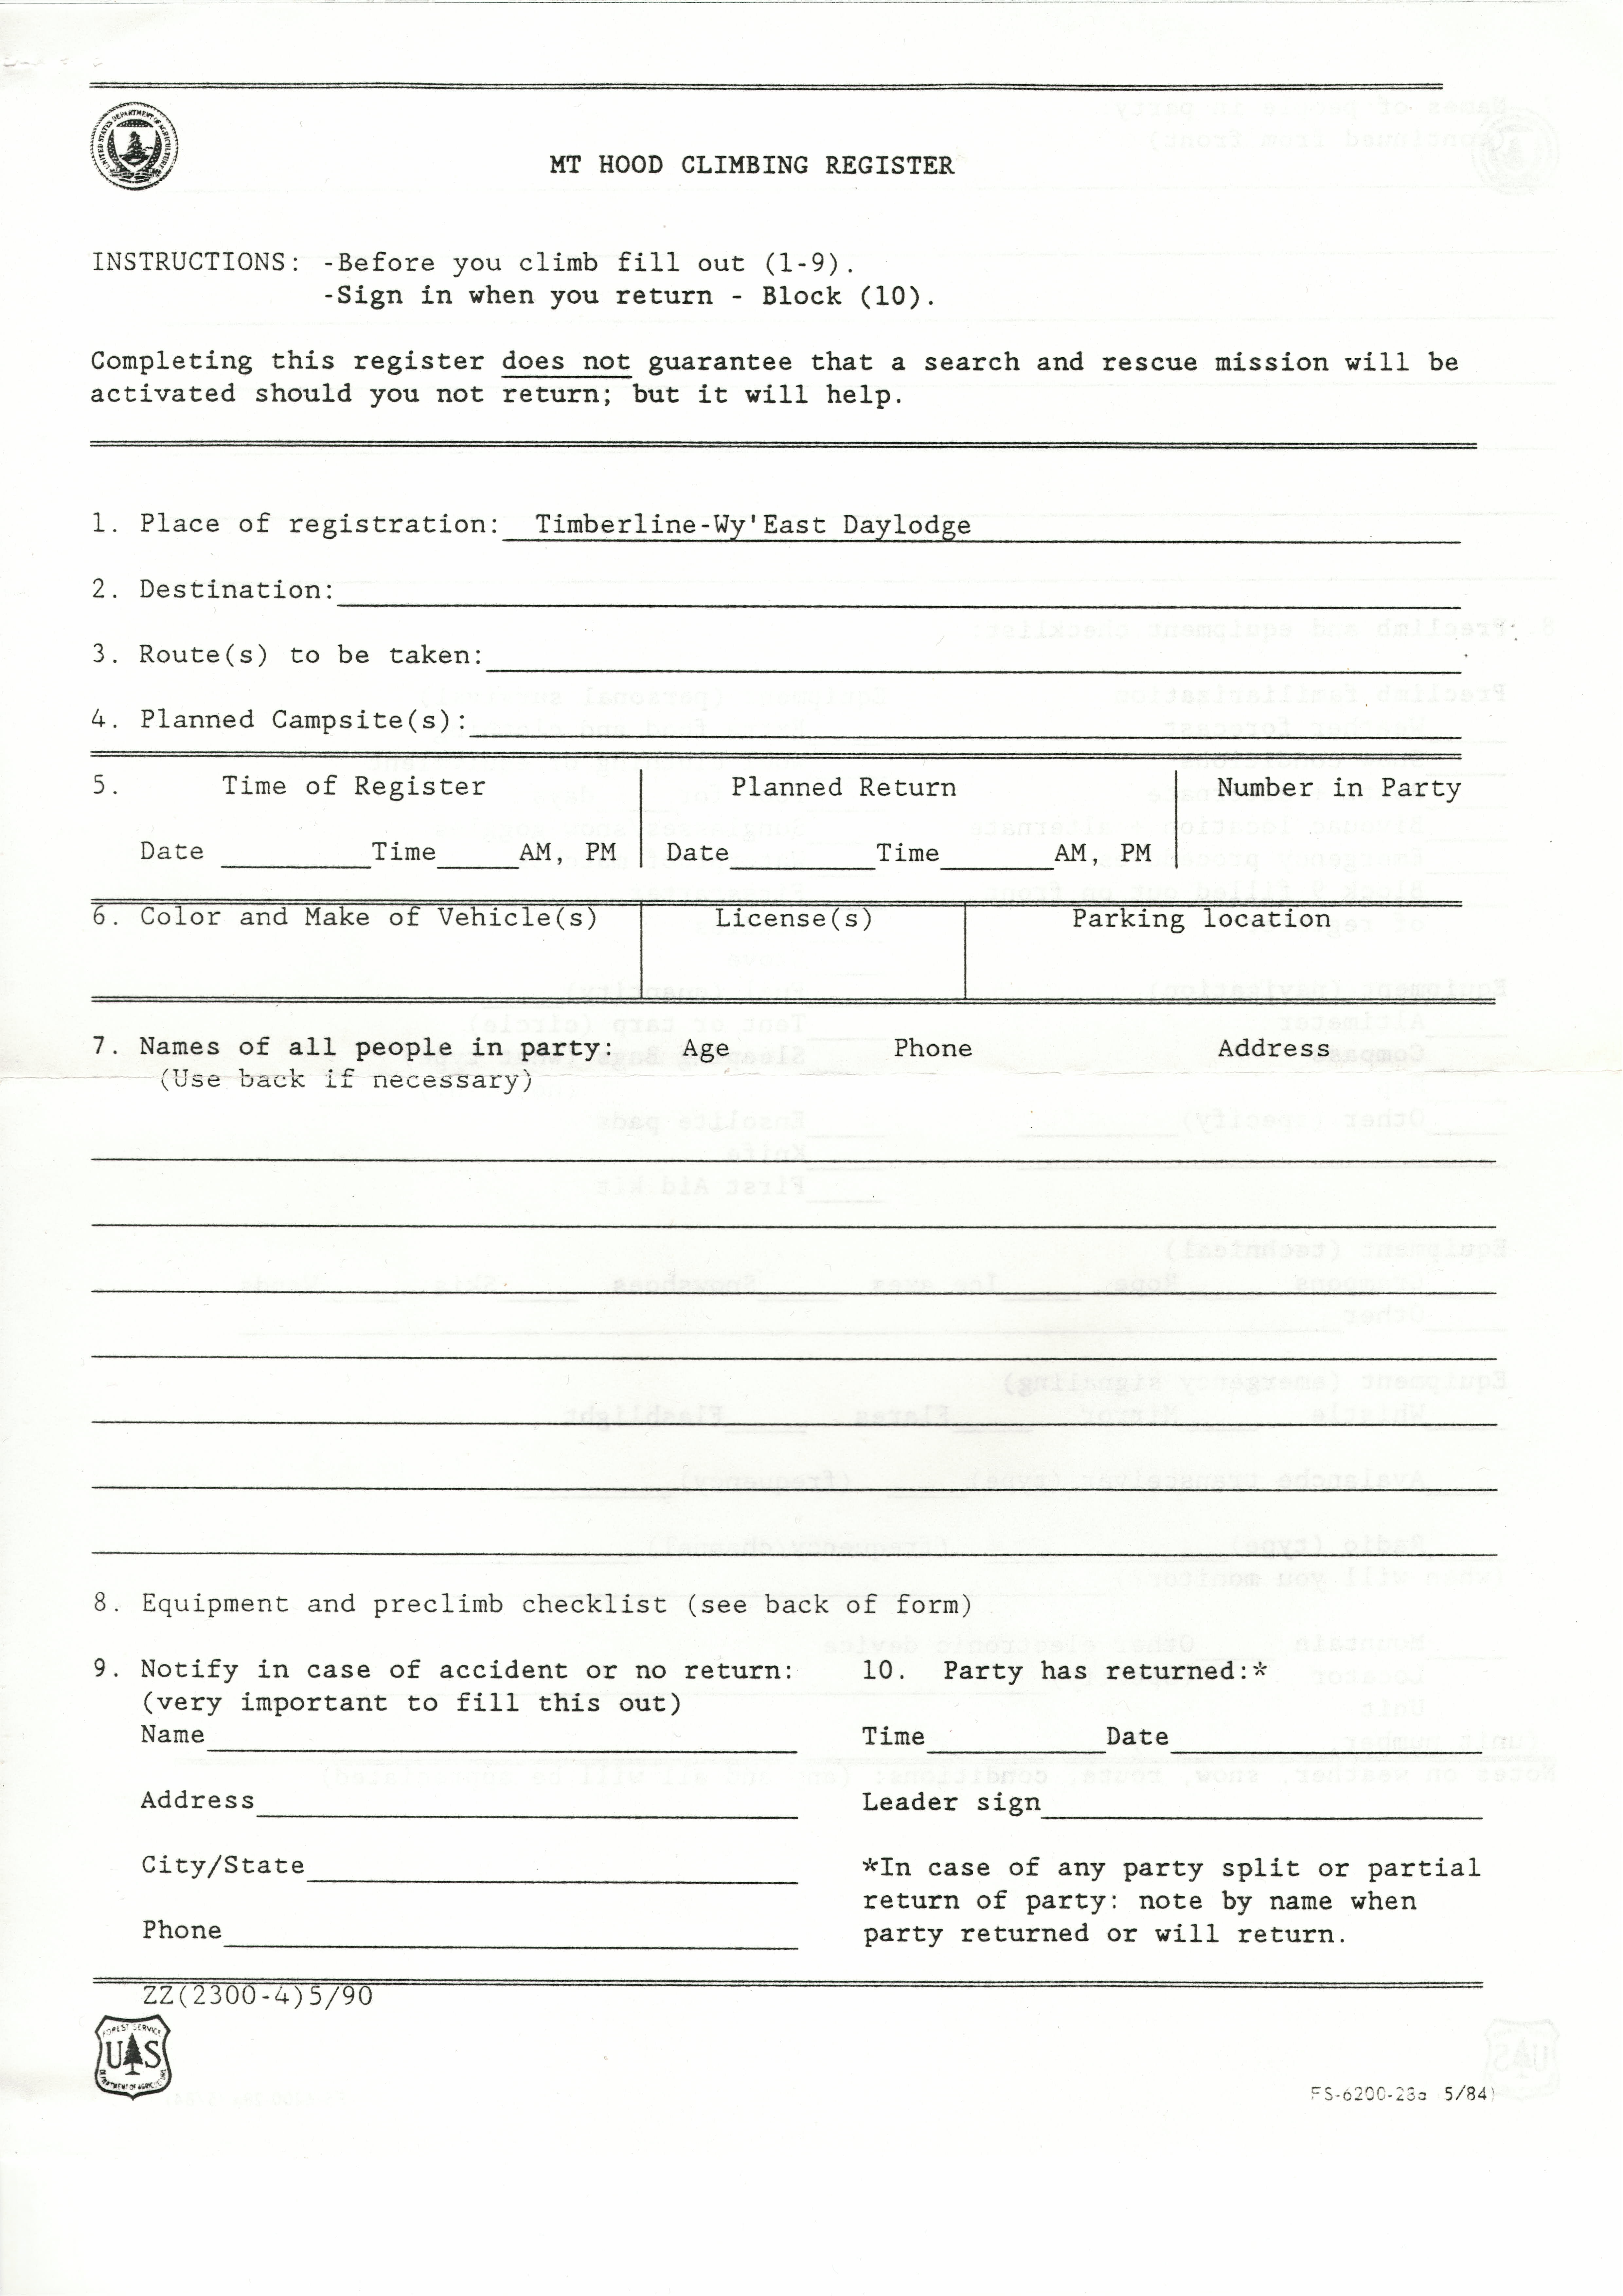 MT HOOD CLIMBING REGISTER
INSTRUCTIONS: -Before you climb fill out (1-9).
-Sign in when you return - Block (10).
Completing this register does not guarantee that a search and rescue mission will be
activated should you not return; but it will help.
1. Place of registration: Timberline-Wy'East Daylodge
2. Destination:
3. Route(s) to be taken:
4. Planned Campsite(s):
5. Time of Register Planned Return Number in Party
Date Time AM, PM Date Time AM, PM
6. Color and Make of Vehicle(s) License(s) Parking location
7. Names of all people in party: Age Phone Address
(Use back if necessary)
8. Equipment and preclimb checklist (see back of form)
9. Notify in case of accident or no return: 10. Party has returned:*
(very important to fill this out)
Name Time Date
Address Leader sign
City/State *In case of any party split or partial
return of party: note by name when
Phone party returned or will return.
ZZ(2300-4)5/90
FOREST SERVICE
U S
DEPARTMENT OF AGRICULTURE
FS-6200-28a 5/84)